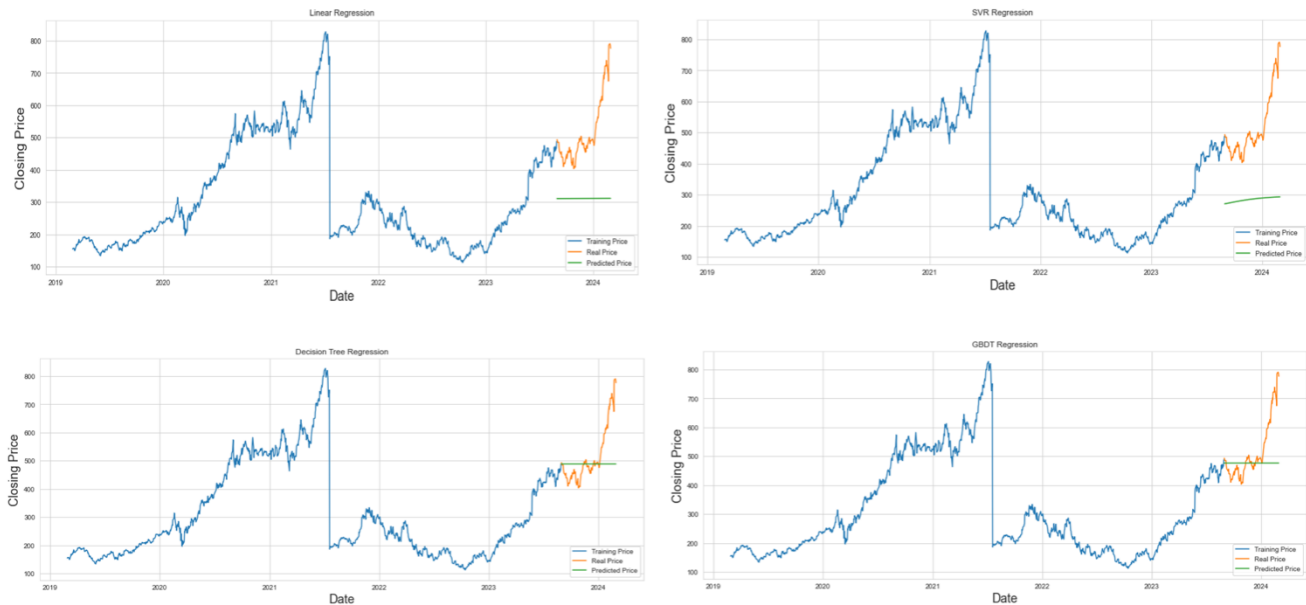 Linear Regression
Closing Price
800
700
600
500
400
300
200
100
2019
2020
2021
2022
2023
2024
Date
Training Price
Real Price
Predicted Price
SVR Regression
Closing Price
800
700
600
500
400
300
200
100
2019
2020
2021
2022
2023
2024
Date
Training Price
Real Price
Predicted Price
Decision Tree Regression
Closing Price
800
700
600
500
400
300
200
100
2019
2020
2021
2022
2023
2024
Date
Training Price
Real Price
Predicted Price
GBDT Regression
Closing Price
800
700
600
500
400
300
200
100
2019
2020
2021
2022
2023
2024
Date
Training Price
Real Price
Predicted Price